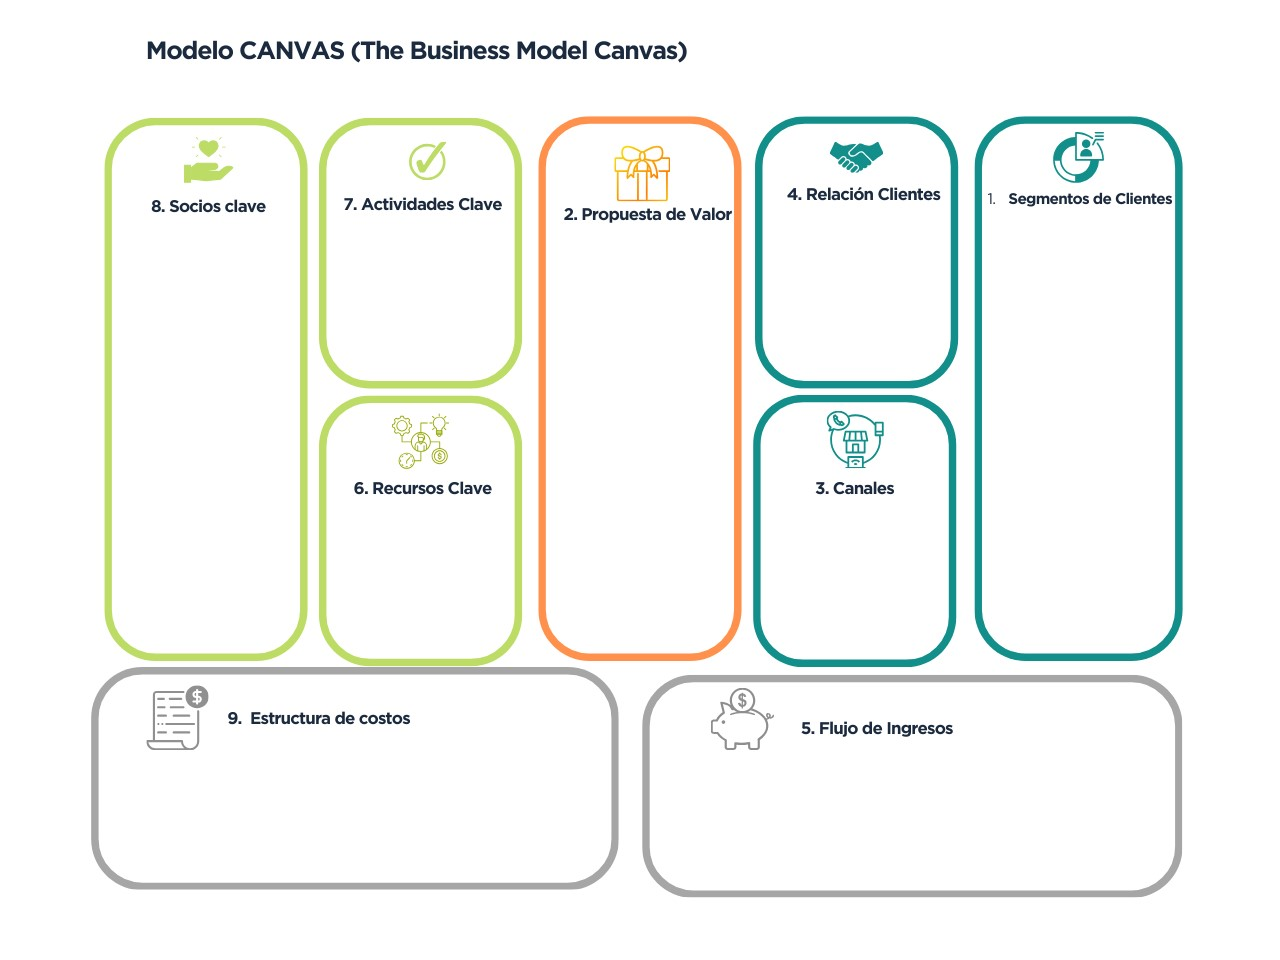 Modelo CANVAS (The Business Model Canvas)
8. Socios clave
7. Actividades Clave
2. Propuesta de Valor
4. Relación Clientes
1. Segmentos de Clientes
6. Recursos Clave
3. Canales
$
9. Estructura de costos
$
5. Flujo de Ingresos